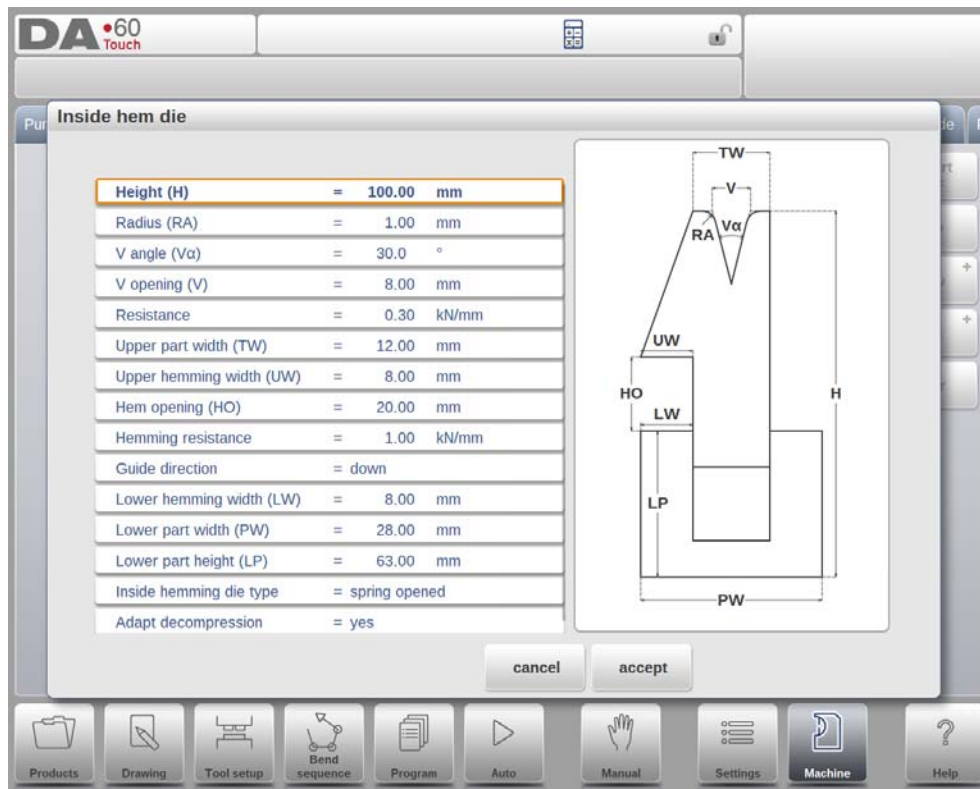 DA•60
Touch
Pur
Inside hem die
de
rt
Height (H) = 100.00 mm
Radius (RA) = 1.00 mm
V angle (Vα) = 30.0 °
V opening (V) = 8.00 mm
Resistance = 0.30 kN/mm
Upper part width (TW) = 12.00 mm
Upper hemming width (UW) = 8.00 mm
Hem opening (HO) = 20.00 mm
Hemming resistance = 1.00 kN/mm
Guide direction = down
Lower hemming width (LW) = 8.00 mm
Lower part width (PW) = 28.00 mm
Lower part height (LP) = 63.00 mm
Inside hemming die type = spring opened
Adapt decompression = yes
TW
V
RA Vα
UW
HO H
LW
LP
PW
cancel accept
Products Drawing Tool setup Bend sequence Program Auto Manual Settings Machine Help